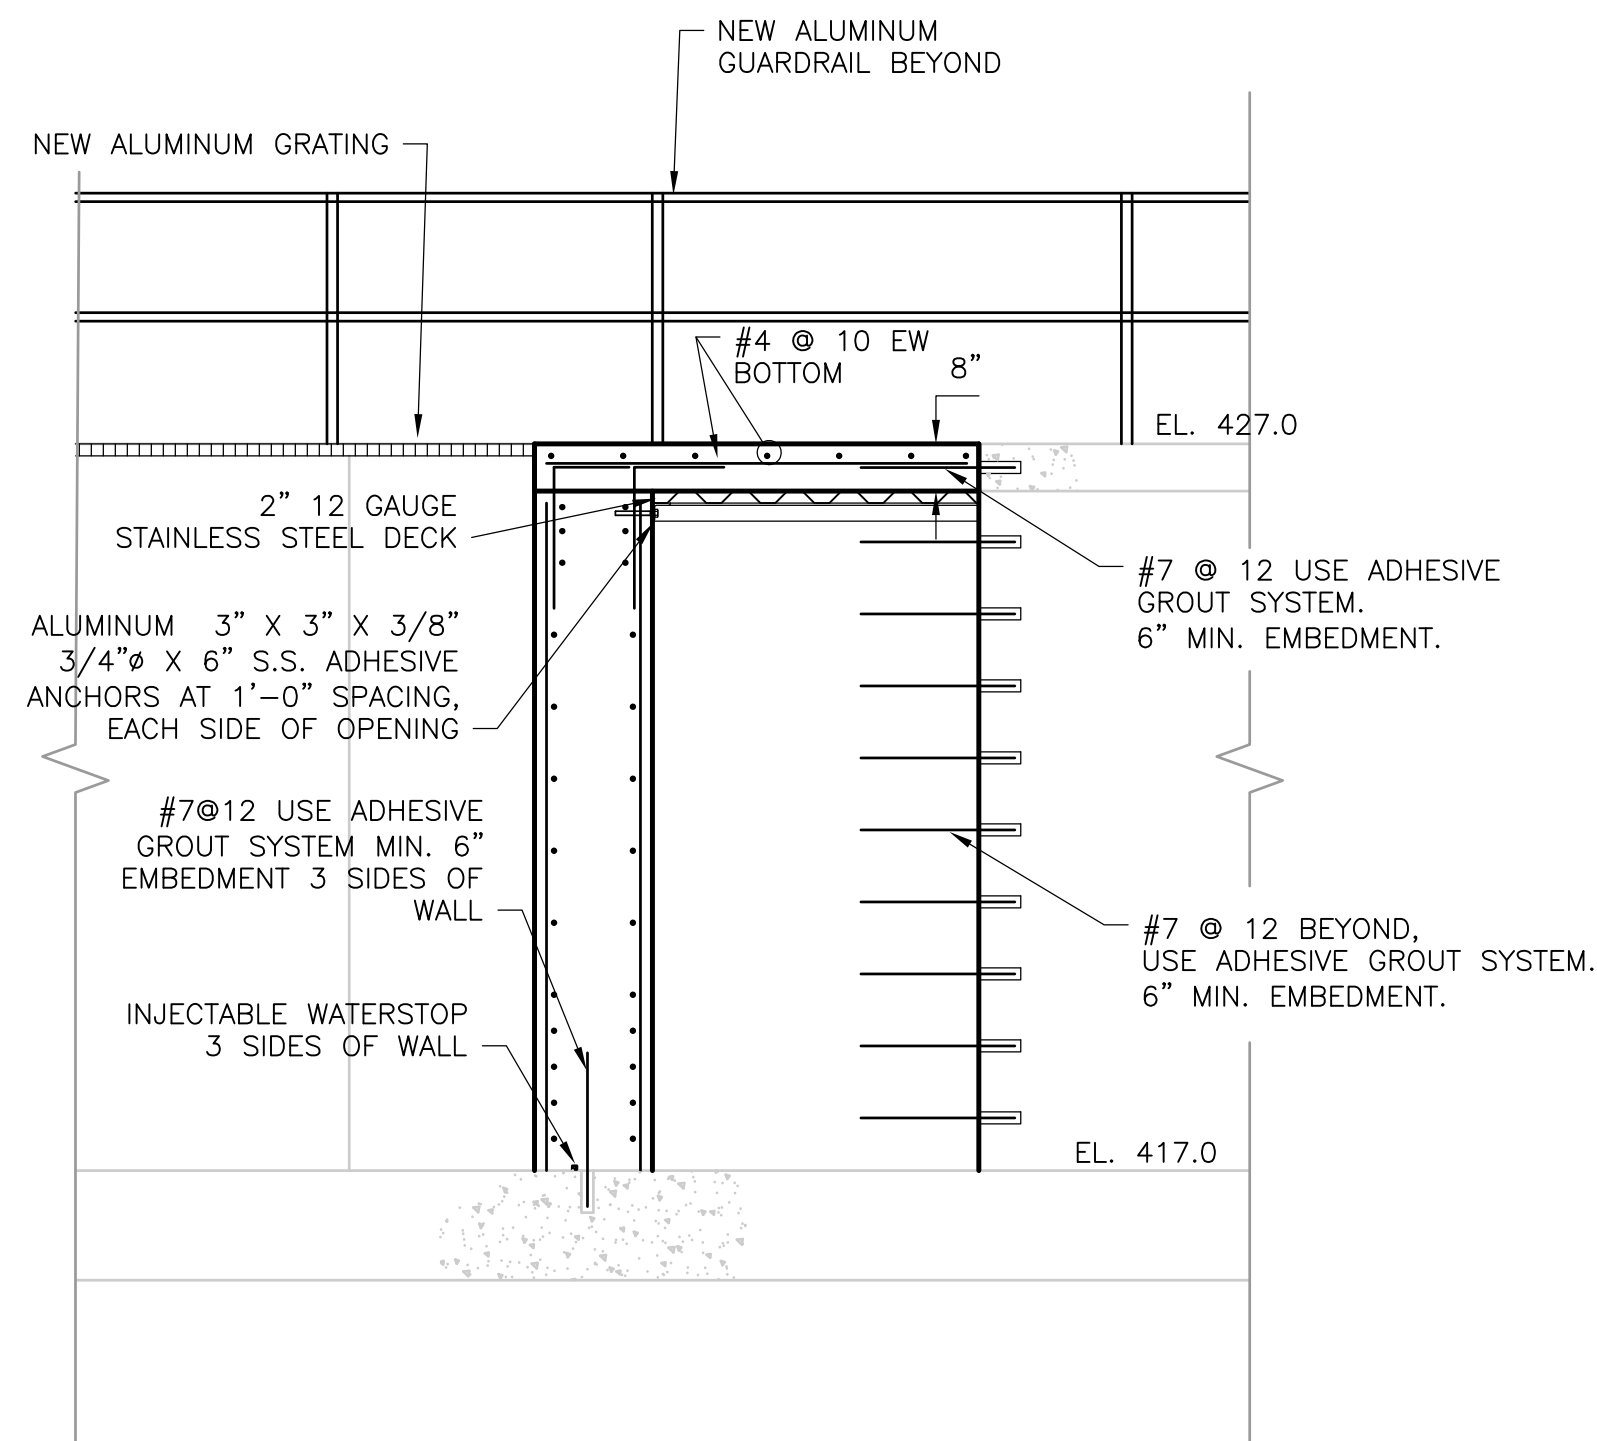 NEW ALUMINUM
GUARDRAIL BEYOND
NEW ALUMINUM GRATING
#4 @ 10 EW
BOTTOM
8”
EL. 427.0
2” 12 GAUGE
STAINLESS STEEL DECK
#7 @ 12 USE ADHESIVE
GROUT SYSTEM.
6” MIN. EMBEDMENT.
ALUMINUM 3” X 3” X 3/8”
3/4”ø X 6” S.S. ADHESIVE
ANCHORS AT 1’-0” SPACING,
EACH SIDE OF OPENING
#7@12 USE ADHESIVE
GROUT SYSTEM MIN. 6”
EMBEDMENT 3 SIDES OF
WALL
#7 @ 12 BEYOND,
USE ADHESIVE GROUT SYSTEM.
6” MIN. EMBEDMENT.
INJECTABLE WATERSTOP
3 SIDES OF WALL
EL. 417.0